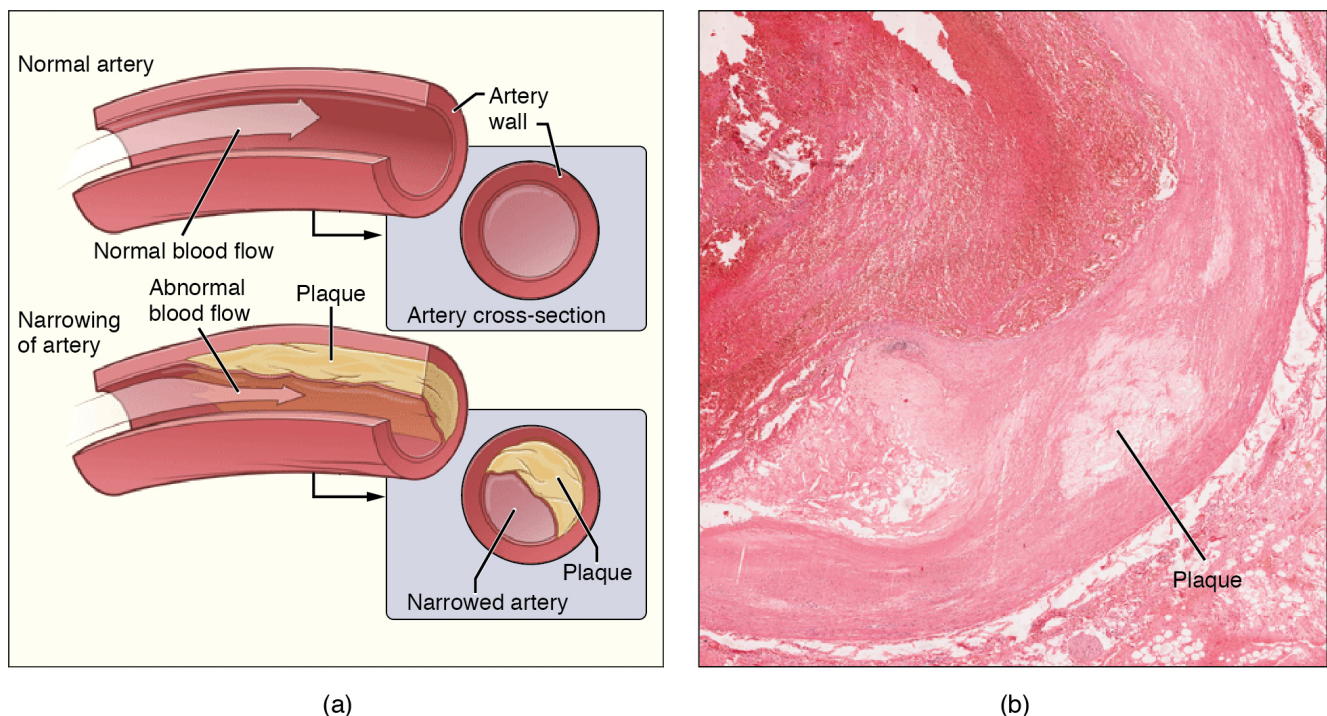 Normal artery
Artery
wall
Normal blood flow
Artery cross-section
Abnormal
blood flow
Plaque
Narrowing
of artery
Plaque
Narrowed artery
(a)
Plaque
(b)